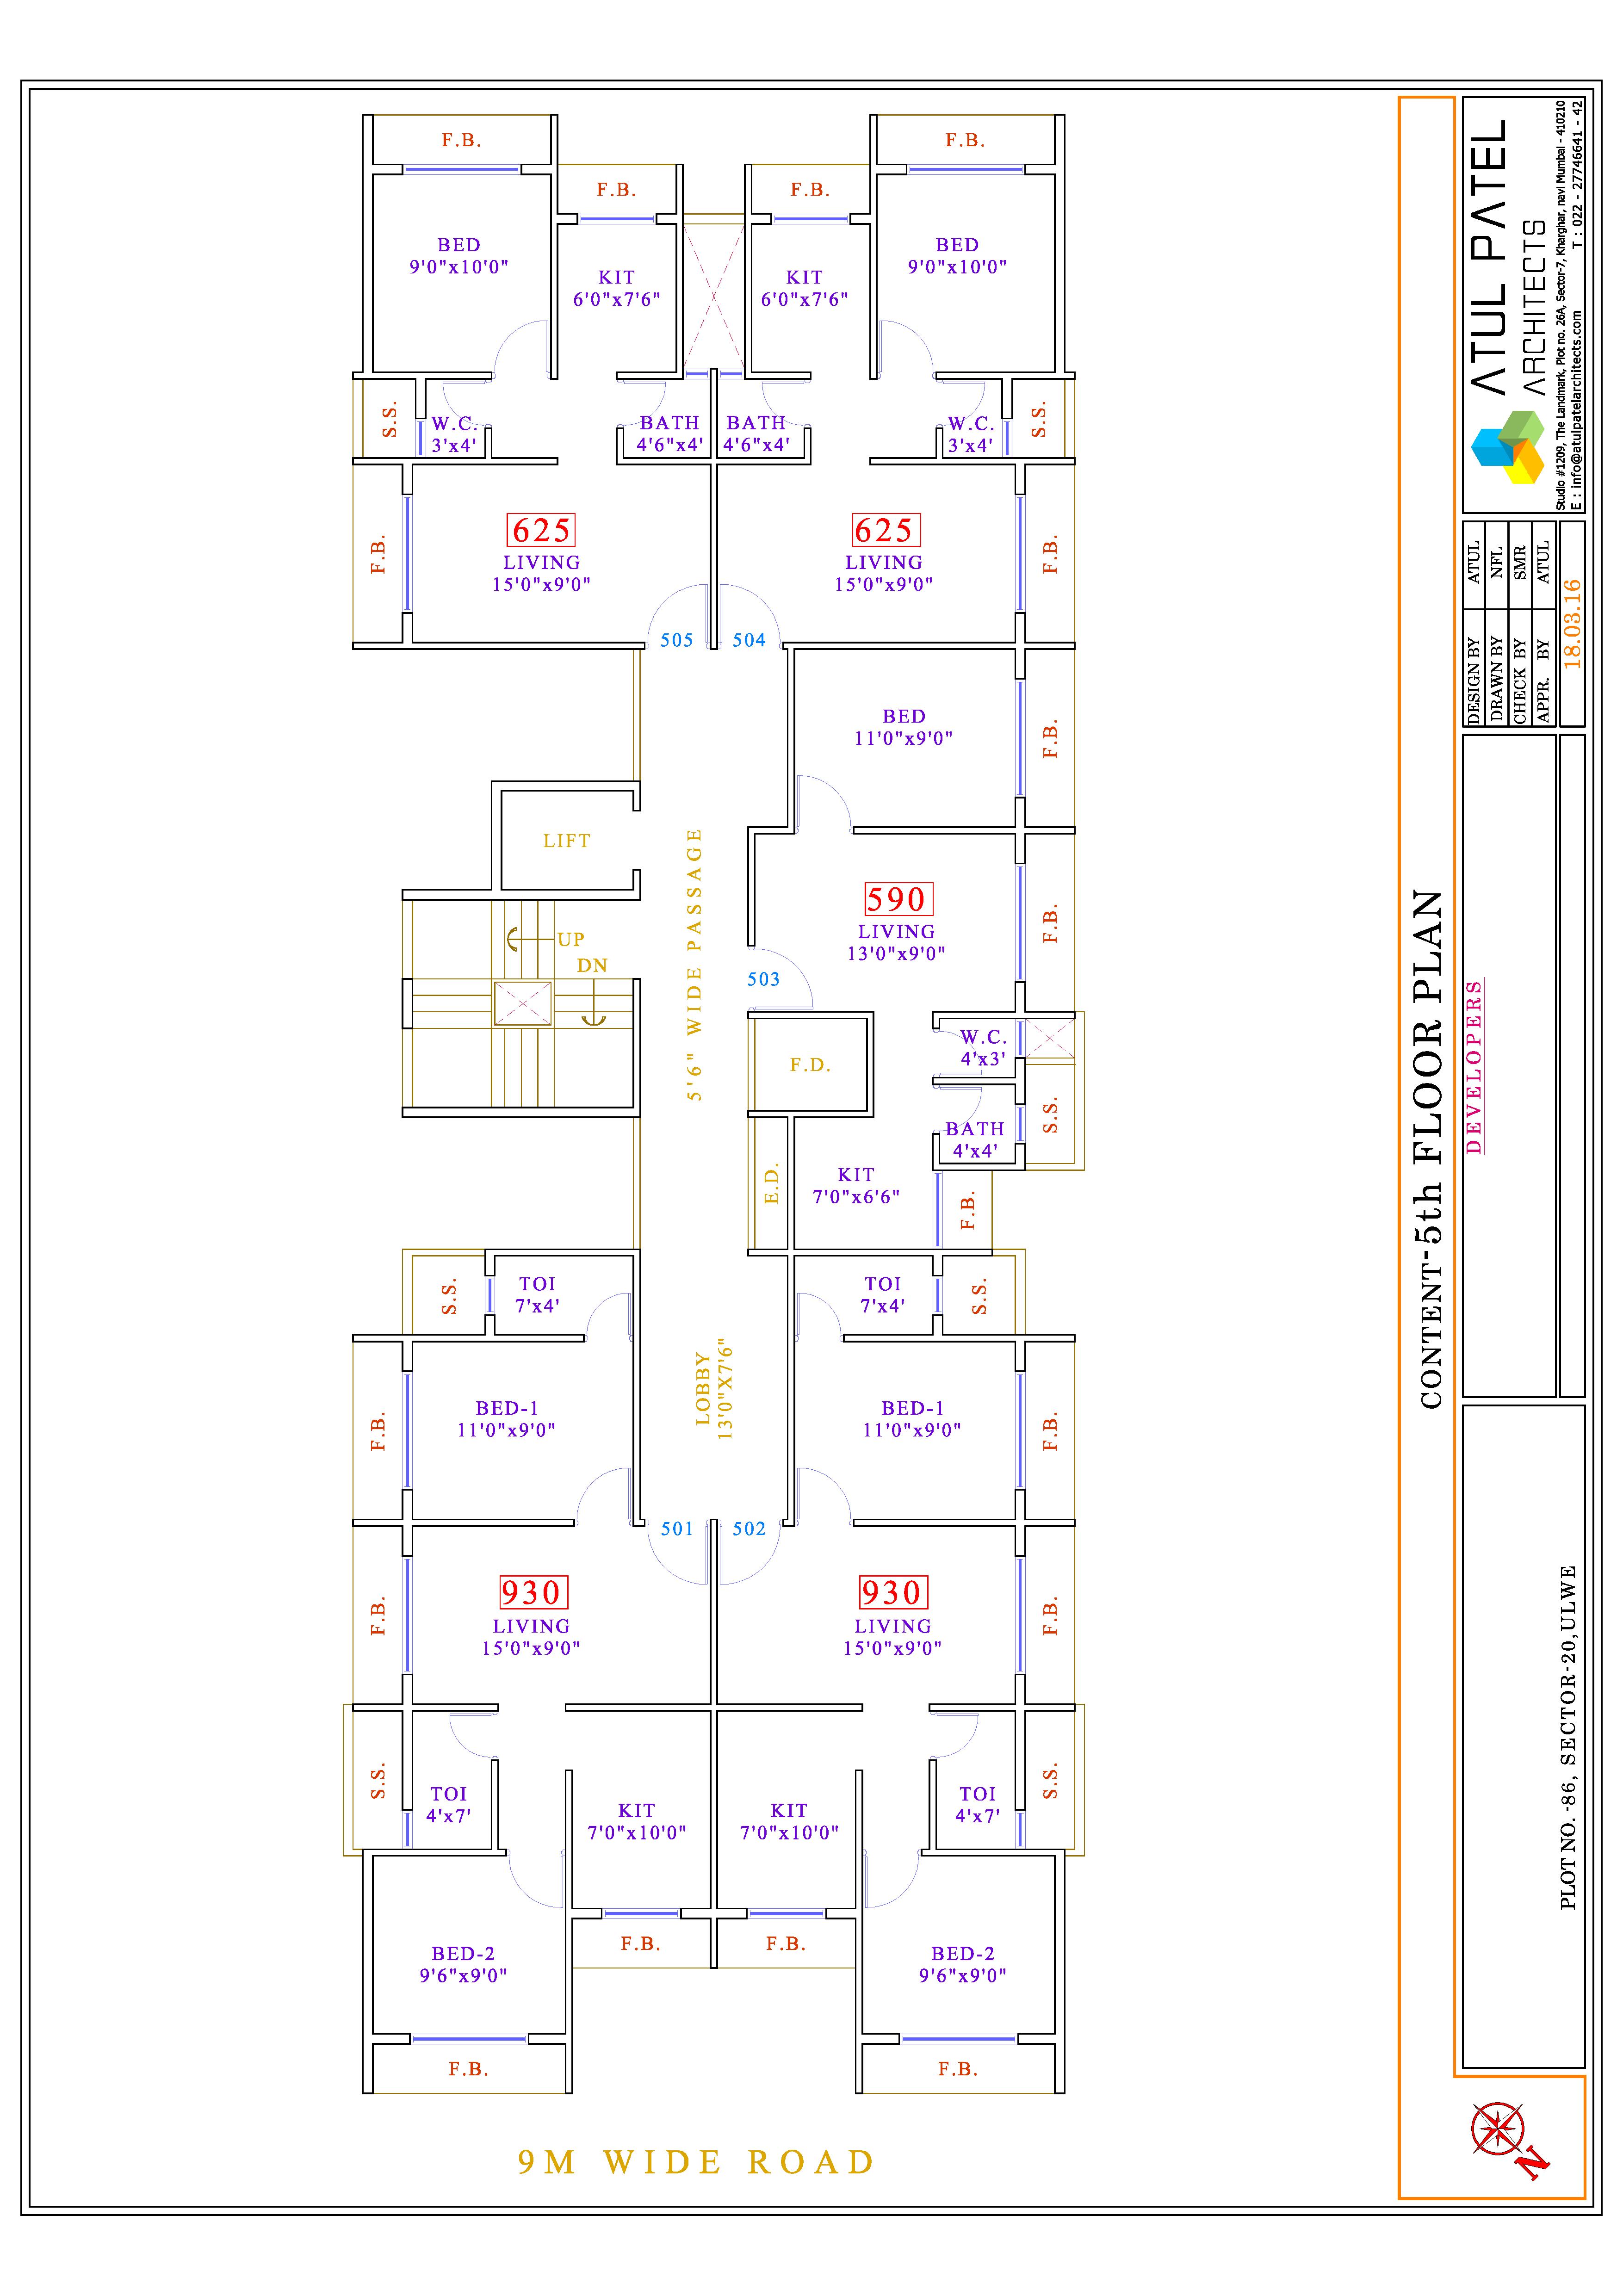 F.B.
F.B.
F.B.
F.B.
BED
9'0"x10'0"
KIT
6'0"x7'6"
KIT
6'0"x7'6"
BED
9'0"x10'0"
S.S.
W.C.
3'x4'
BATH
4'6"x4'
BATH
4'6"x4'
W.C.
3'x4'
S.S.
F.B.
625
LIVING
15'0"x9'0"
625
LIVING
15'0"x9'0"
F.B.
505
504
BED
11'0"x9'0"
F.B.
LIFT
5'6" WIDE PASSAGE
590
LIVING
13'0"x9'0"
F.B.
UP
DN
503
F.D.
W.C.
4'x3'
BATH
4'x4'
S.S.
E.D.
KIT
7'0"x6'6"
F.B.
S.S.
TOI
7'x4'
TOI
7'x4'
S.S.
LOBBY
13'0"X7'6"
F.B.
BED-1
11'0"x9'0"
BED-1
11'0"x9'0"
F.B.
501
502
F.B.
930
LIVING
15'0"x9'0"
930
LIVING
15'0"x9'0"
F.B.
S.S.
TOI
4'x7'
KIT
7'0"x10'0"
KIT
7'0"x10'0"
TOI
4'x7'
S.S.
BED-2
9'6"x9'0"
F.B.
F.B.
BED-2
9'6"x9'0"
F.B.
F.B.
9M WIDE ROAD
CONTENT-5th FLOOR PLAN
ATUL PATEL
ARCHITECTS
Studio #1209, The Landmark, Plot no. 26A, Sector-7, Kharghar, navi Mumbai - 410210
E : info@atulpatelarchitects.com T : 022 - 27746641 - 42
DESIGN BY ATUL
DRAWN BY NFL
CHECK BY SMR
APPR. BY ATUL
18.03.16
DEVELOPERS
PLOT NO. -86, SECTOR-20,ULWE
N